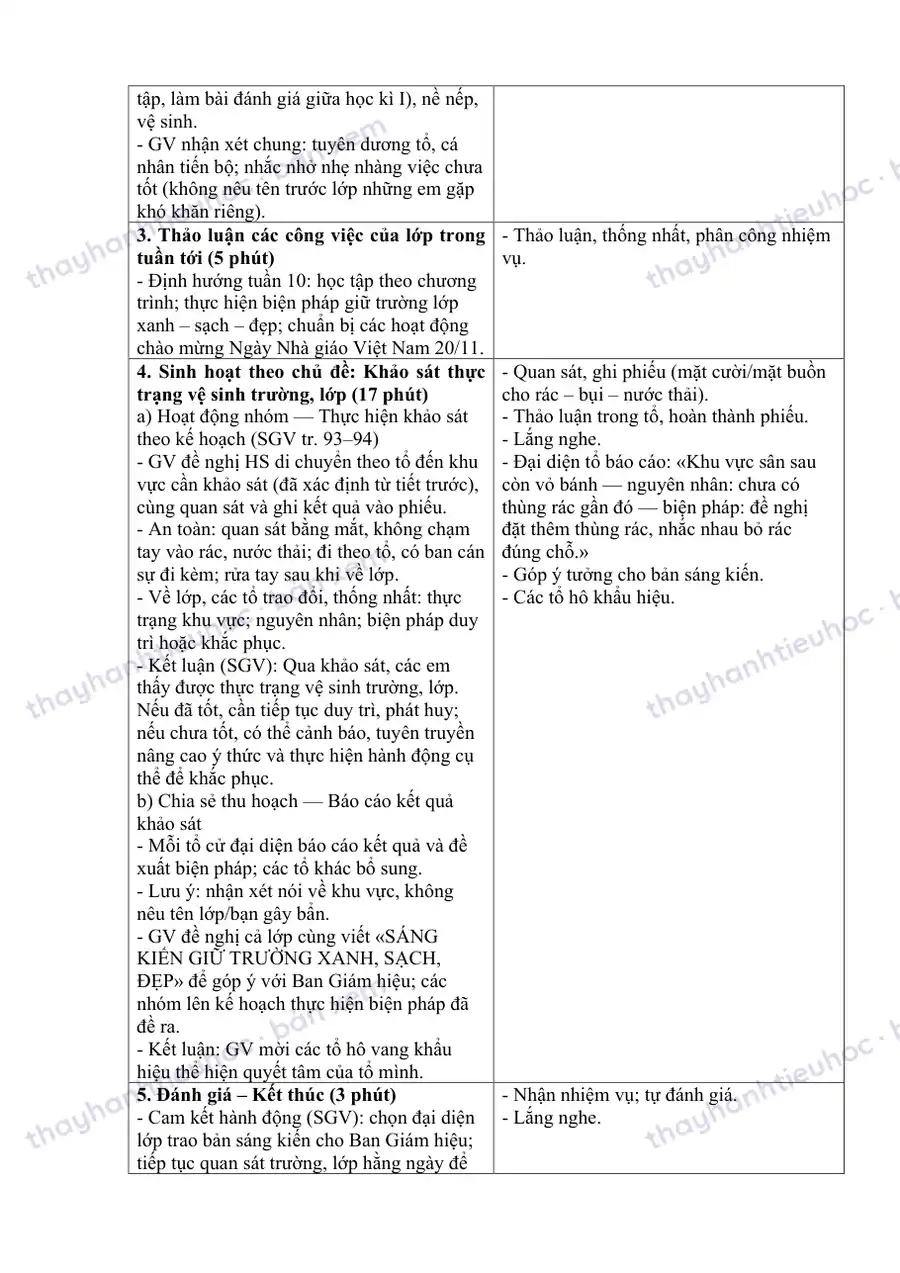 tập, làm bài đánh giá giữa học kì I), nề nếp,
vệ sinh.
- GV nhận xét chung: tuyên dương tổ, cá
nhân tiến bộ; nhắc nhở nhẹ nhàng việc chưa
tốt (không nêu tên trước lớp những em gặp
khó khăn riêng).
3. Thảo luận các công việc của lớp trong
tuần tới (5 phút)
- Định hướng tuần 10: học tập theo chương
trình; thực hiện biện pháp giữ trường lớp
xanh – sạch – đẹp; chuẩn bị các hoạt động
chào mừng Ngày Nhà giáo Việt Nam 20/11.
- Thảo luận, thống nhất, phân công nhiệm
vụ.
4. Sinh hoạt theo chủ đề: Khảo sát thực
trạng vệ sinh trường, lớp (17 phút)
a) Hoạt động nhóm — Thực hiện khảo sát
theo kế hoạch (SGV tr. 93–94)
- GV đề nghị HS di chuyển theo tổ đến khu
vực cần khảo sát (đã xác định từ tiết trước),
cùng quan sát và ghi kết quả vào phiếu.
- An toàn: quan sát bằng mắt, không chạm
tay vào rác, nước thải; đi theo tổ, có ban cán
sự đi kèm; rửa tay sau khi về lớp.
- Về lớp, các tổ trao đổi, thống nhất: thực
trạng khu vực; nguyên nhân; biện pháp duy
trì hoặc khắc phục.
- Kết luận (SGV): Qua khảo sát, các em
thấy được thực trạng vệ sinh trường, lớp.
Nếu đã tốt, cần tiếp tục duy trì, phát huy;
nếu chưa tốt, có thể cảnh báo, tuyên truyền
nâng cao ý thức và thực hiện hành động cụ
thể để khắc phục.
b) Chia sẻ thu hoạch — Báo cáo kết quả
khảo sát
- Mỗi tổ cử đại diện báo cáo kết quả và đề
xuất biện pháp; các tổ khác bổ sung.
- Lưu ý: nhận xét nói về khu vực, không
nêu tên lớp/bạn gây bẩn.
- GV đề nghị cả lớp cùng viết «SÁNG
KIẾN GIỮ TRƯỜNG XANH, SẠCH,
ĐẸP» để góp ý với Ban Giám hiệu; các
nhóm lên kế hoạch thực hiện biện pháp đã
đề ra.
- Kết luận: GV mời các tổ hô vang khẩu
hiệu thể hiện quyết tâm của tổ mình.
- Quan sát, ghi phiếu (mặt cười/mặt buồn
cho rác – bụi – nước thải).
- Thảo luận trong tổ, hoàn thành phiếu.
- Lắng nghe.
- Đại diện tổ báo cáo: «Khu vực sân sau
còn vỏ bánh — nguyên nhân: chưa có
thùng rác gần đó — biện pháp: đề nghị
đặt thêm thùng rác, nhắc nhau bỏ rác
đúng chỗ.»
- Góp ý tưởng cho bản sáng kiến.
- Các tổ hô khẩu hiệu.
5. Đánh giá – Kết thúc (3 phút)
- Cam kết hành động (SGV): chọn đại diện
lớp trao bản sáng kiến cho Ban Giám hiệu;
tiếp tục quan sát trường, lớp hằng ngày để
- Nhận nhiệm vụ; tự đánh giá.
- Lắng nghe.
thayhanhtieuhoc · bản xem
thayhanhtieuhoc · b
thayhanhtieuhoc · bản xem
thayhanhtieuhoc · b
thayhanhtieuhoc · bản xem
thayhanhtieuhoc · b